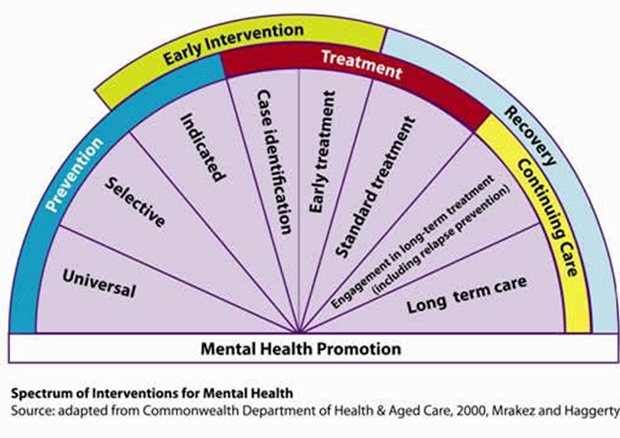 Early Intervention
Treatment
Recovery
Prevention
Continuing Care
Universal
Selective
Indicated
Case identification
Early treatment
Standard treatment
Engagement in long-term treatment
(including relapse prevention)
Long term care
Mental Health Promotion
Spectrum of Interventions for Mental Health
Source: adapted from Commonwealth Department of Health & Aged Care, 2000, Mrakez and Haggerty